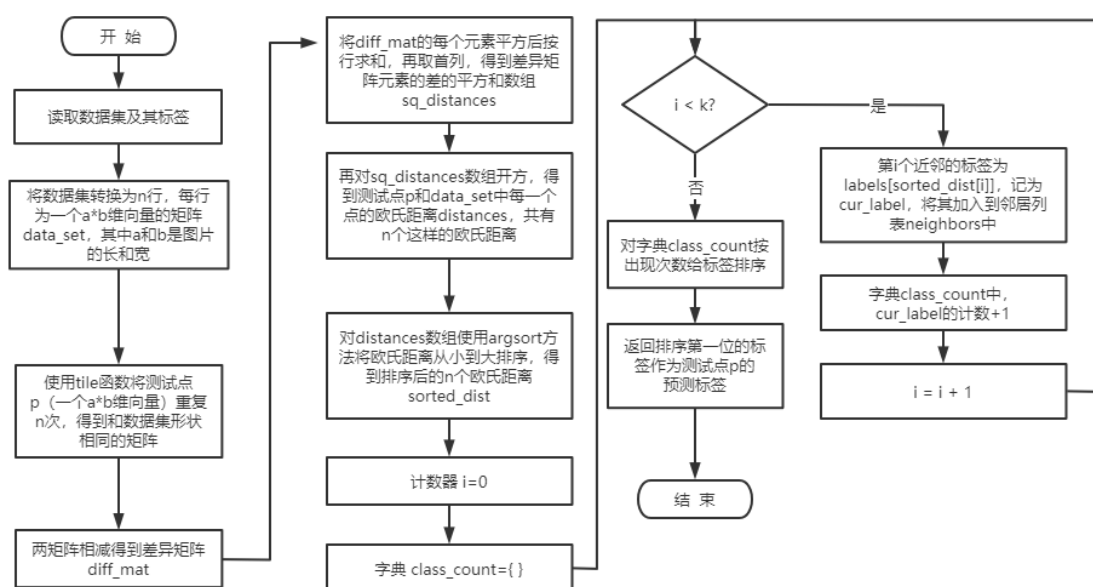 开 始
读取数据集及其标签
将数据集转换为n行，每行
为一个a*b维向量的矩阵
data_set，其中a和b是图片
的长和宽
使用tile函数将测试点
p（一个a*b维向量）重复
n次，得到和数据集形状
相同的矩阵
两矩阵相减得到差异矩阵
diff_mat
将diff_mat的每个元素平方后按
行求和，再取首列，得到差异矩
阵元素的差的平方和数组
sq_distances
再对sq_distances数组开方，得
到测试点p和data_set中每一个
点的欧氏距离distances，共有
n个这样的欧氏距离
对distances数组使用argsort方
法将欧氏距离从小到大排序，得
到排序后的n个欧氏距离
sorted_dist
计数器 i=0
字典 class_count={ }
i < k?
是
否
对字典class_count按
出现次数给标签排序
返回排序第一位的标
签作为测试点p的
预测标签
结 束
第i个近邻的标签为
labels[sorted_dist[i]]，记为
cur_label，将其加入到邻居列
表neighbors中
字典class_count中，
cur_label的计数+1
i = i + 1